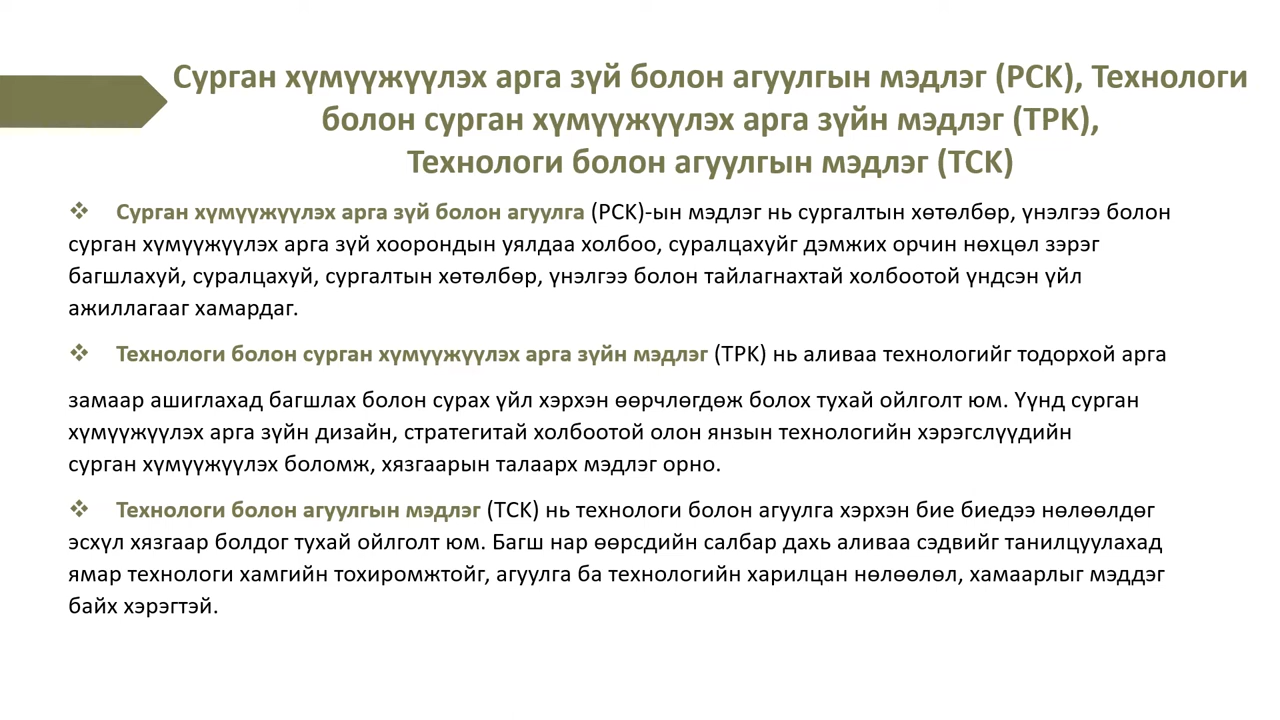 Сурган хүмүүжүүлэх арга зүй болон агуулгын мэдлэг (PCK), Технологи
болон сурган хүмүүжүүлэх арга зүйн мэдлэг (TPK),
Технологи болон агуулгын мэдлэг (TCK)
❖ Сурган хүмүүжүүлэх арга зүй болон агуулга (PCK)-ын мэдлэг нь сургалтын хөтөлбөр, үнэлгээ болон
сурган хүмүүжүүлэх арга зүй хоорондын уялдаа холбоо, суралцахуйг дэмжих орчин нөхцөл зэрэг
багшлахуй, суралцахуй, сургалтын хөтөлбөр, үнэлгээ болон тайлагнахтай холбоотой үндсэн үйл
ажиллагааг хамардаг.
❖ Технологи болон сурган хүмүүжүүлэх арга зүйн мэдлэг (TPK) нь аливаа технологийг тодорхой арга
замаар ашиглахад багшлах болон сурах үйл хэрхэн өөрчлөгдөж болох тухай ойлголт юм. Үүнд сурган
хүмүүжүүлэх арга зүйн дизайн, стратегитай холбоотой олон янзын технологийн хэрэгслүүдийн
сурган хүмүүжүүлэх боломж, хязгаарын талаарх мэдлэг орно.
❖ Технологи болон агуулгын мэдлэг (TCK) нь технологи болон агуулга хэрхэн бие биедээ нөлөөлдөг
эсхүл хязгаар болдог тухай ойлголт юм. Багш нар өөрсдийн салбар дахь аливаа сэдвийг танилцуулахад
ямар технологи хамгийн тохиромжтойг, агуулга ба технологийн харилцан нөлөөлөл, хамаарлыг мэддэг
байх хэрэгтэй.